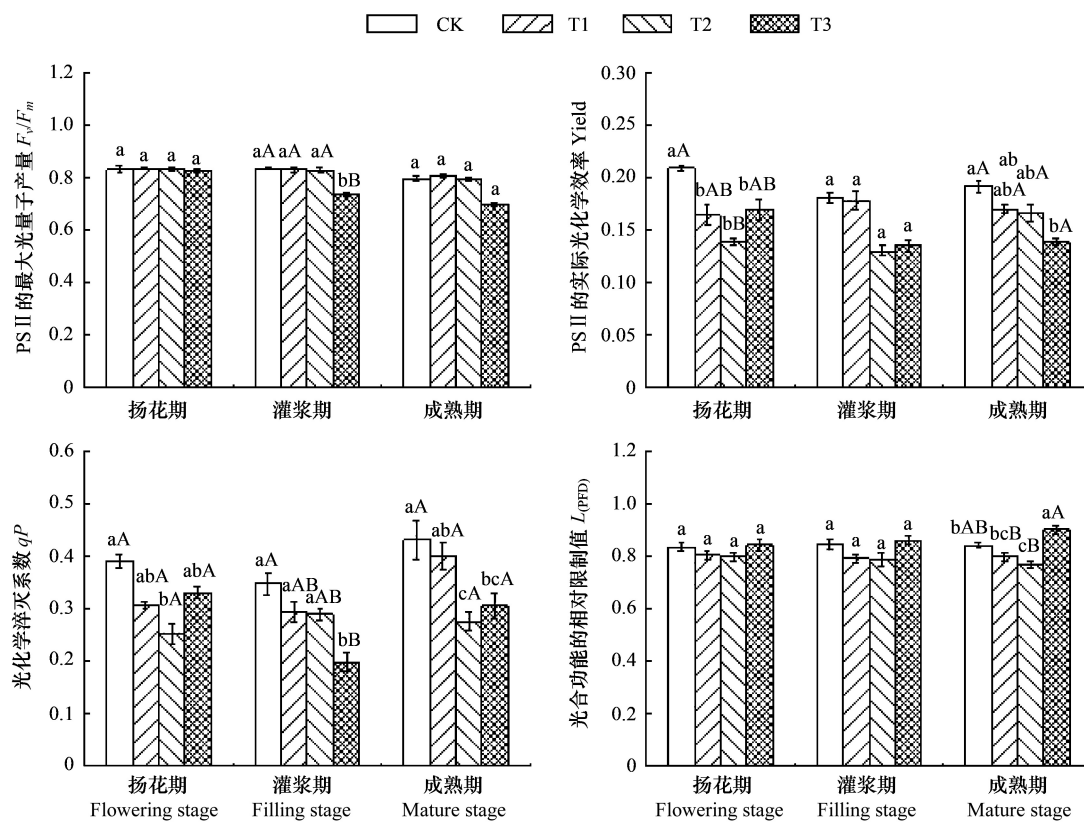 CK T1 T2 T3
PSⅡ的最大光量子产量 Fv/Fm
1.2
1.0
0.8
0.6
0.4
0.2
0
a a a a
aA aA aA bB
a a a a
扬花期 灌浆期 成熟期
PSⅡ的实际光化学效率 Yield
0.30
0.25
0.20
0.15
0.10
0.05
0
aA bAB bB bAB
a a a a
aA ab abA abA bA
扬花期 灌浆期 成熟期
光化学淬灭系数 qP
0.6
0.5
0.4
0.3
0.2
0.1
0
aA abA bA abA
aA aAB aAB bB
aA abA cA bcA
扬花期 灌浆期 成熟期
Flowering stage Filling stage Mature stage
光合功能的相对限制值 L(PFD)
1.2
1.0
0.8
0.6
0.4
0.2
0
a a a a
a a a a
bAB bcB cB aA
扬花期 灌浆期 成熟期
Flowering stage Filling stage Mature stage